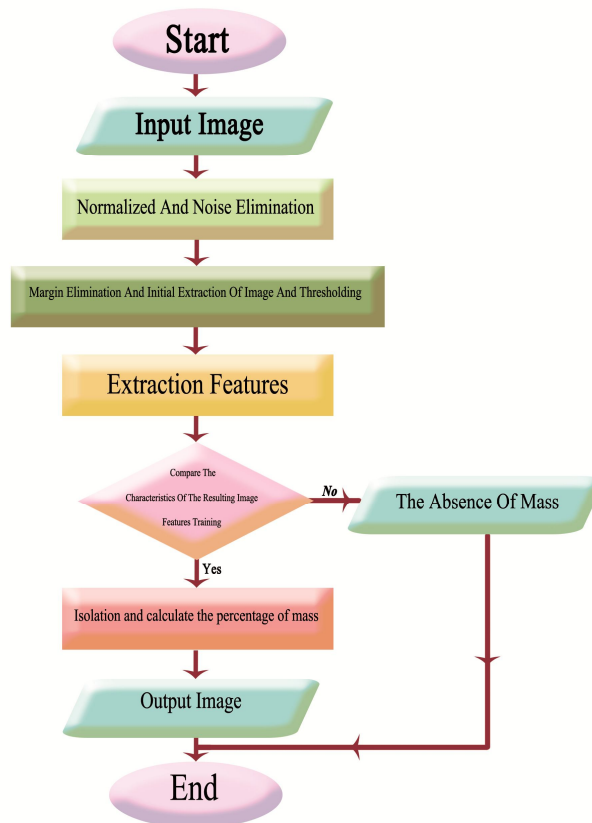 Start
Input Image
Normalized And Noise Elimination
Margin Elimination And Initial Extraction Of Image And Thresholding
Extraction Features
Compare The
Characteristics Of The Resulting Image
Features Training
No
The Absence Of Mass
Yes
Isolation and calculate the percentage of mass
Output Image
End